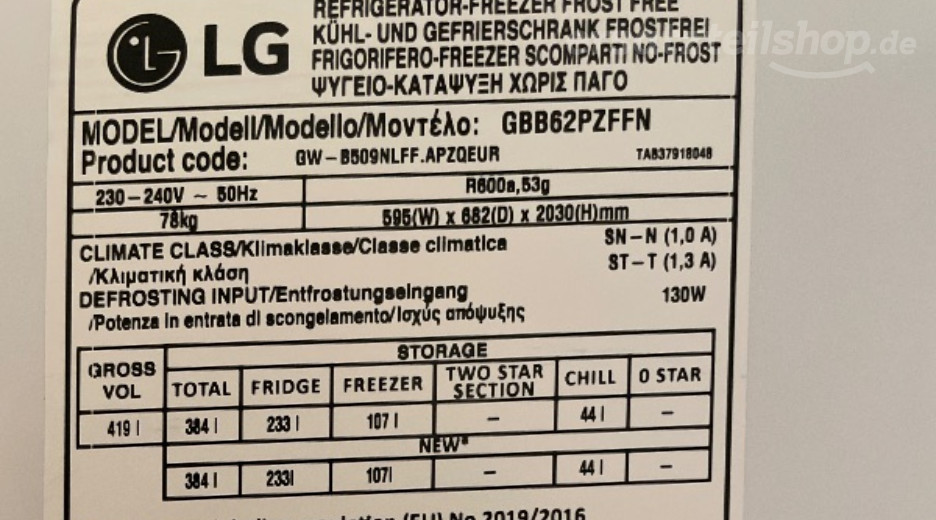 REFRIGERATOR-FREEZER FROST FREE
KÜHL- UND GEFRIERSCHRANK FROSTFREI
LG FRIGORIFERO-FREEZER SCOMPARTI NO-FROST
ΨΥΓΕΙΟ-ΚΑΤΑΨΥΞΗ ΧΩΡΙΣ ΠΑΓΟ
teilshop.de
MODEL/Modell/Modello/Μοντέλο: GBB62PZFFN
Product code: GW-B509NLFF.APZQEUR TAB37918048
230-240V ~ 50Hz R600a,53g
78kg 595(W) x 682(D) x 2030(H)mm
CLIMATE CLASS/Klimaklasse/Classe climatica SN-N (1,0 A)
/Κλιματική κλάση ST-T (1,3 A)
DEFROSTING INPUT/Entfrostungseingang 130W
/Potenza in entrata di scongelamento/Ισχύς απόψυξης
STORAGE
GROSS VOL TOTAL FRIDGE FREEZER TWO STAR SECTION CHILL 0 STAR
419 l 384 l 233 l 107 l - 44 l -
NEW*
384 l 233l 107l - 44 l -
(EU) No 2019/2016